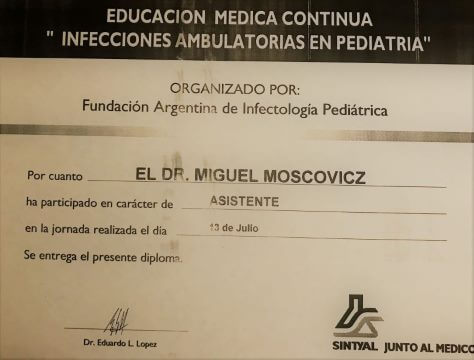 EDUCACION MEDICA CONTINUA
" INFECCIONES AMBULATORIAS EN PEDIATRIA"
ORGANIZADO POR:
Fundación Argentina de Infectología Pediátrica
Por cuanto EL DR. MIGUEL MOSCOVICZ
ha participado en carácter de ASISTENTE
en la jornada realizada el día 13 de Julio
Se entrega el presente diploma.
Dr. Eduardo L. Lopez
SINTYAL JUNTO AL MEDICO